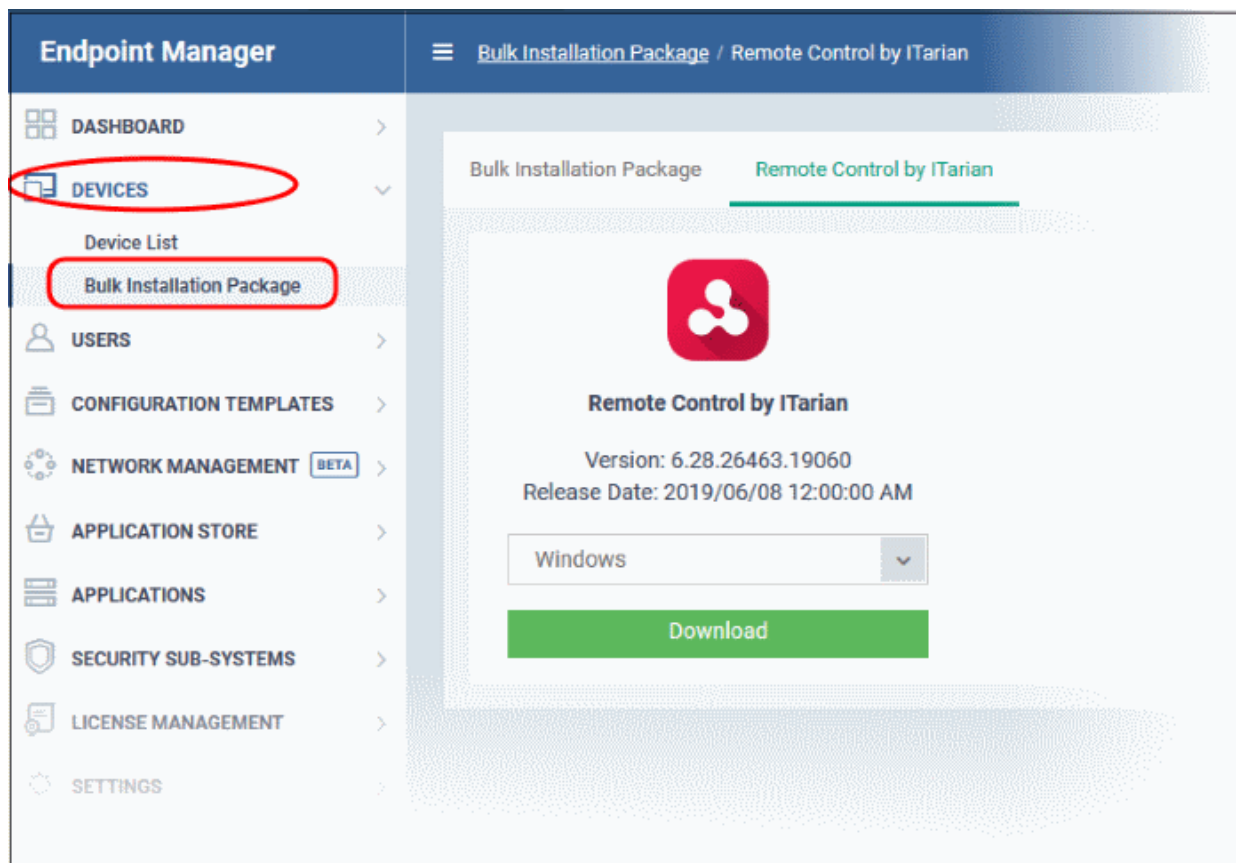 Endpoint Manager
Bulk Installation Package / Remote Control by ITarian
DASHBOARD
DEVICES
Device List
Bulk Installation Package
USERS
CONFIGURATION TEMPLATES
NETWORK MANAGEMENT BETA
APPLICATION STORE
APPLICATIONS
SECURITY SUB-SYSTEMS
LICENSE MANAGEMENT
SETTINGS
Bulk Installation Package
Remote Control by ITarian
Remote Control by ITarian
Version: 6.28.26463.19060
Release Date: 2019/06/08 12:00:00 AM
Windows
Download